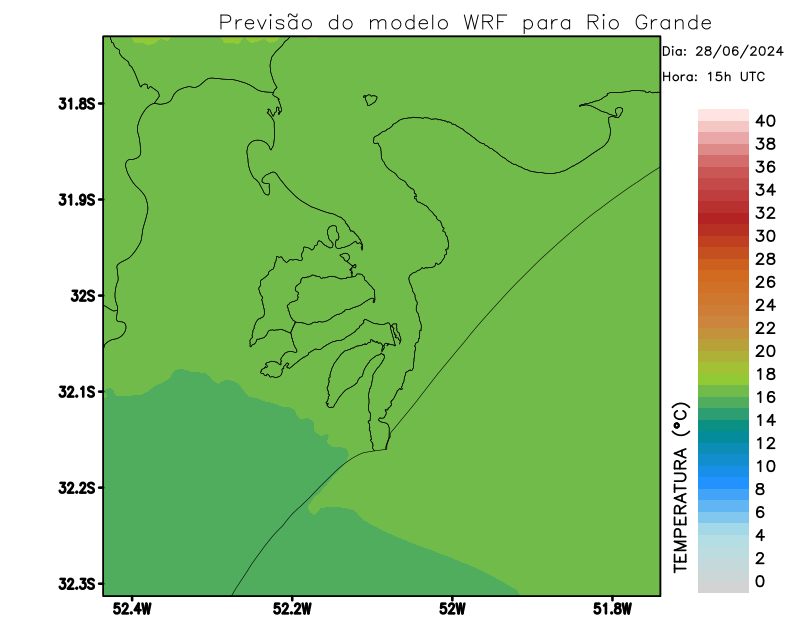 Previsão do modelo WRF para Rio Grande
Dia: 28/06/2024
Hora: 15h UTC
31.8S
31.9S
32S
32.1S
32.2S
32.3S
52.4W
52.2W
52W
51.8W
TEMPERATURA (°C)
40
38
36
34
32
30
28
26
24
22
20
18
16
14
12
10
8
6
4
2
0